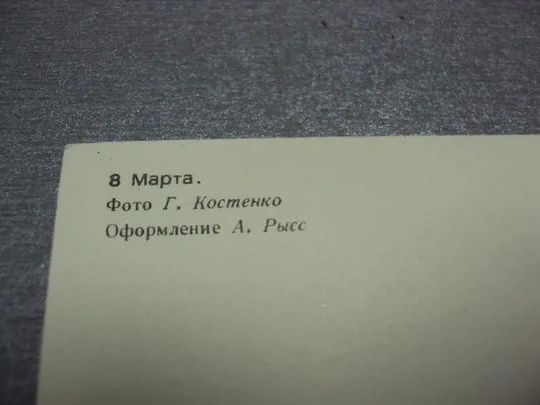 8 Марта.
Фото Г. Костенко
Оформление А. Рысс